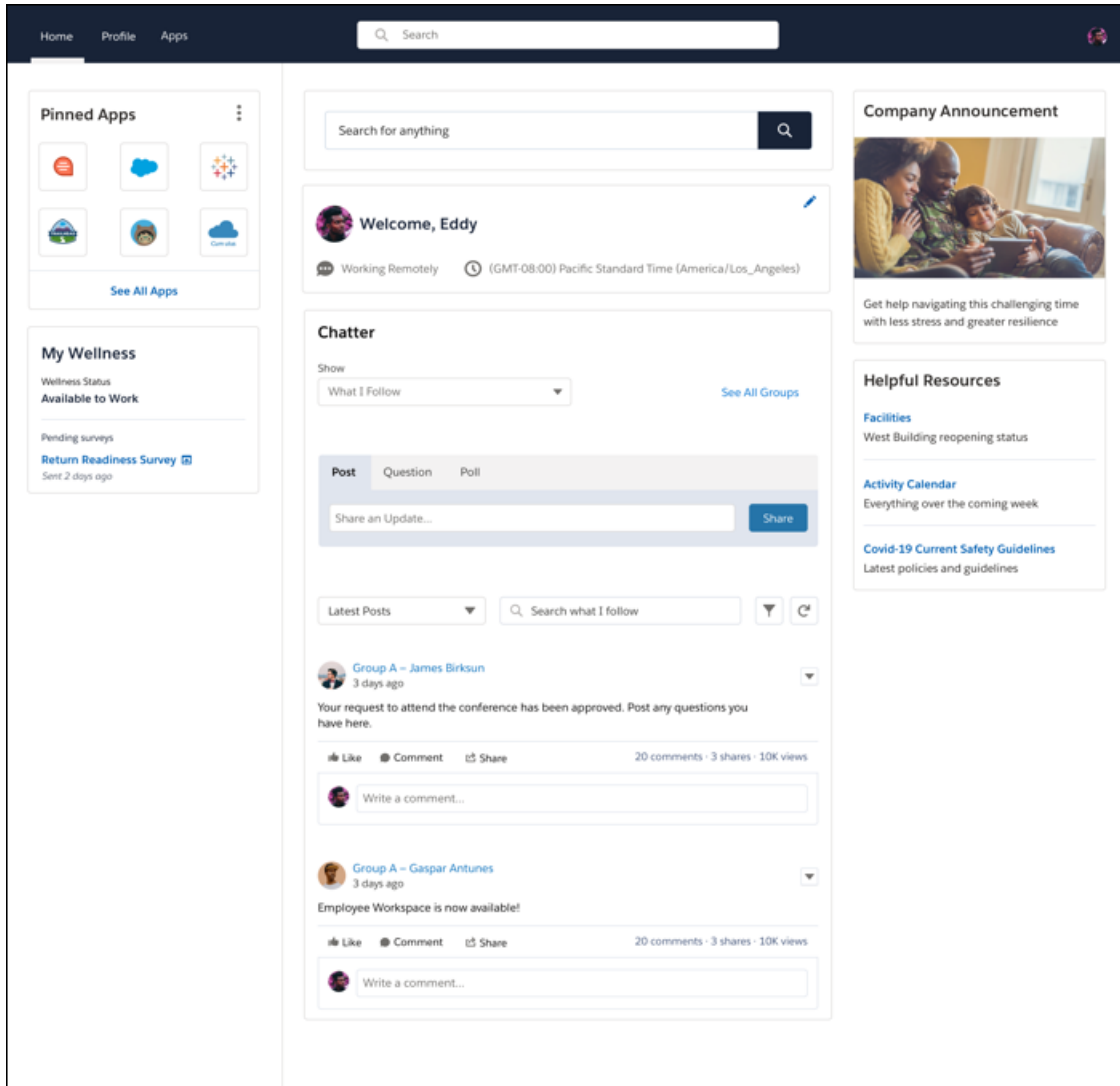 Home Profile Apps
Search
Pinned Apps
See All Apps
My Wellness
Wellness Status
Available to Work
Pending surveys
Return Readiness Survey
Sent 2 days ago
Search for anything
Welcome, Eddy
Working Remotely (GMT-08:00) Pacific Standard Time (America/Los_Angeles)
Chatter
Show
What I Follow
See All Groups
Post Question Poll
Share an Update...
Share
Latest Posts
Search what I follow
Group A – James Birksun
3 days ago
Your request to attend the conference has been approved. Post any questions you
have here.
Like Comment Share 20 comments · 3 shares · 10K views
Write a comment...
Group A – Gaspar Antunes
3 days ago
Employee Workspace is now available!
Like Comment Share 20 comments · 3 shares · 10K views
Write a comment...
Company Announcement
Get help navigating this challenging time
with less stress and greater resilience
Helpful Resources
Facilities
West Building reopening status
Activity Calendar
Everything over the coming week
Covid-19 Current Safety Guidelines
Latest policies and guidelines